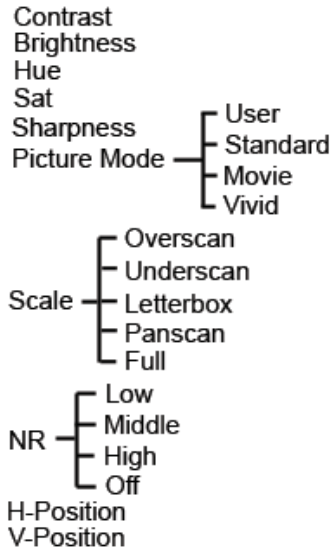 Contrast
Brightness
Hue
Sat
Sharpness
Picture Mode
User
Standard
Movie
Vivid
Scale
Overscan
Underscan
Letterbox
Panscan
Full
NR
Low
Middle
High
Off
H-Position
V-Position